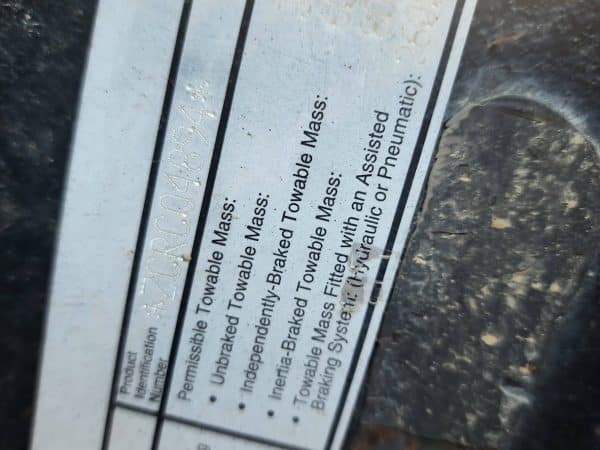 Product
Identification
Number
*ZCRC04894*
Permissible Towable Mass:
• Unbraked Towable Mass:
• Independently-Braked Towable Mass:
• Inertia-Braked Towable Mass:
• Towable Mass Fitted with an Assisted
Braking System (Hydraulic or Pneumatic):